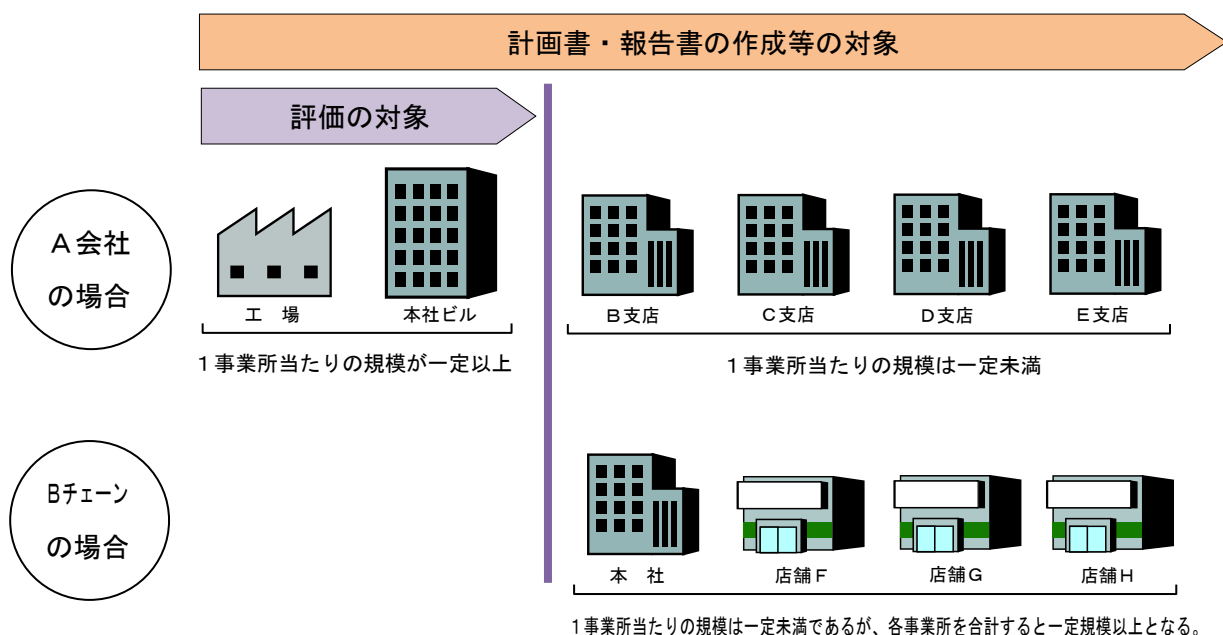 計画書・報告書の作成等の対象
評価の対象
A会社
の場合
工　場
本社ビル
B支店
C支店
D支店
E支店
1事業所当たりの規模が一定以上
1事業所当たりの規模は一定未満
Bチェーン
の場合
本　社
店舗F
店舗G
店舗H
1事業所当たりの規模は一定未満であるが、各事業所を合計すると一定規模以上となる。